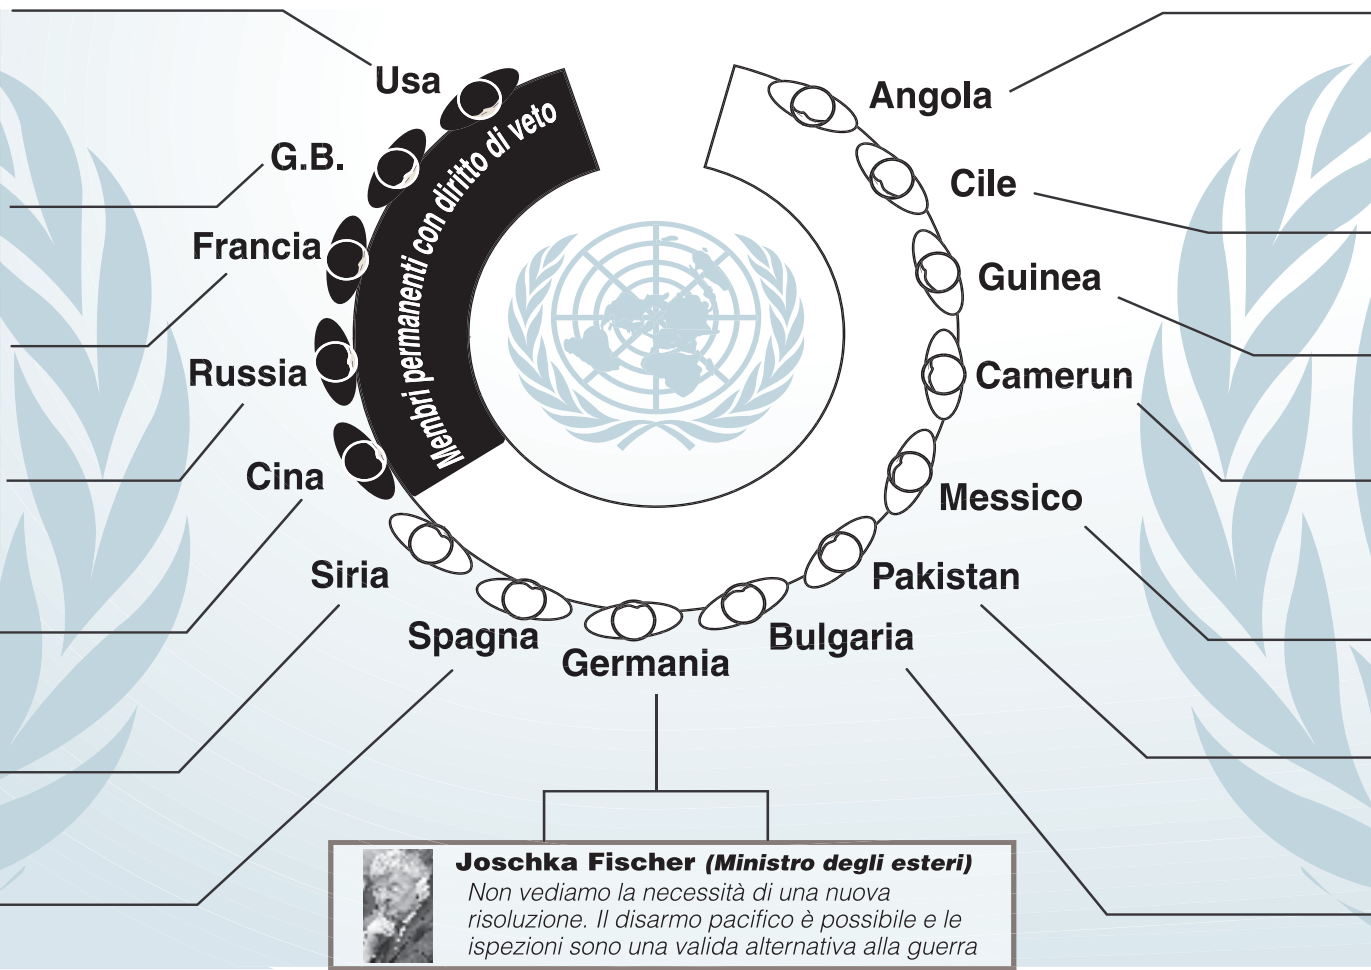 Usa
G.B.
Francia
Russia
Cina
Siria
Spagna
Germania
Bulgaria
Pakistan
Messico
Camerun
Guinea
Cile
Angola
Membri permanenti con diritto di veto
Joschka Fischer (Ministro degli esteri)
Non vediamo la necessità di una nuova
risoluzione. Il disarmo pacifico è possibile e le
ispezioni sono una valida alternativa alla guerra